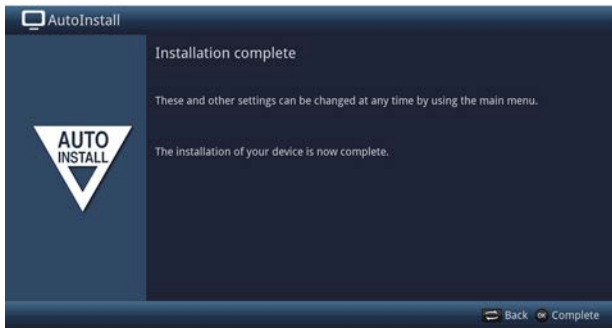 AutoInstall
Installation complete
These and other settings can be changed at any time by using the main menu.
AUTO
INSTALL
The installation of your device is now complete.
Back OK Complete